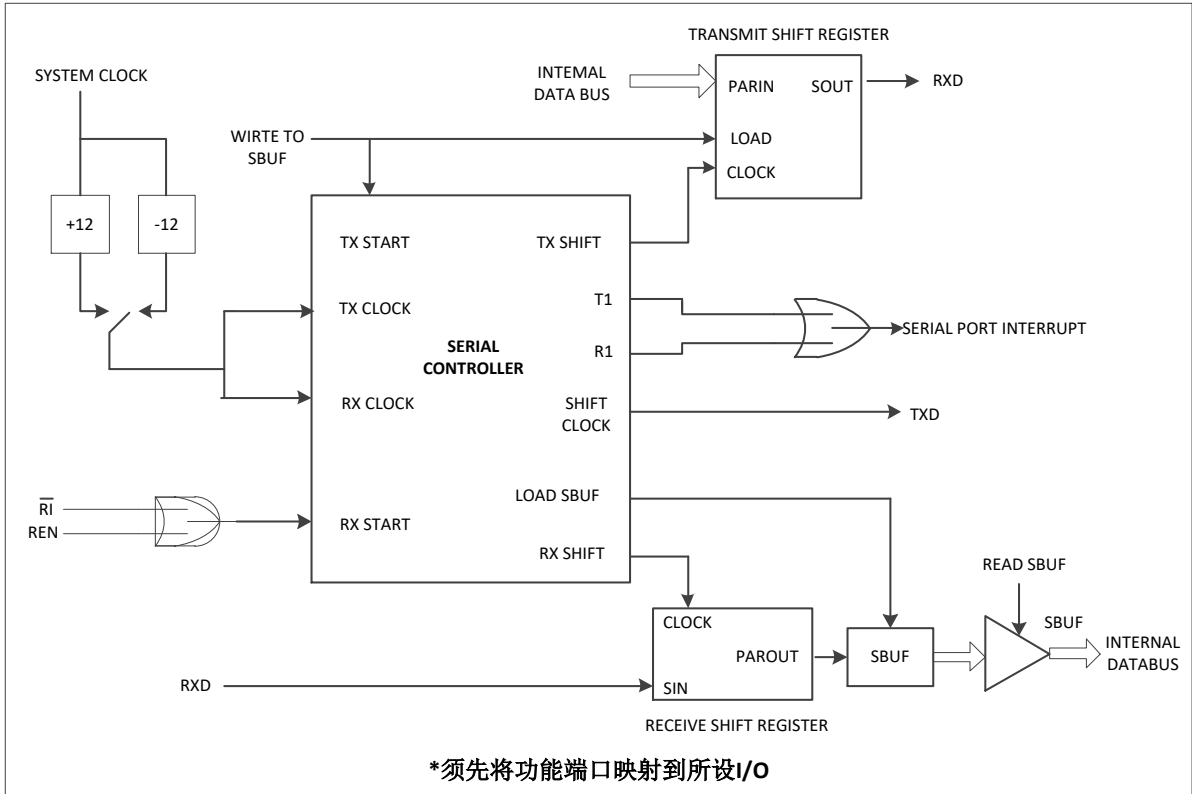 TRANSMIT SHIFT REGISTER
SYSTEM CLOCK
INTEMAL
DATA BUS
PARIN
SOUT
RXD
WIRTE TO
SBUF
LOAD
CLOCK
+12
-12
TX START
TX SHIFT
TX CLOCK
T1
SERIAL PORT INTERRUPT
SERIAL
CONTROLLER
R1
RX CLOCK
SHIFT
CLOCK
TXD
LOAD SBUF
R̅I̅
REN
RX START
RX SHIFT
READ SBUF
CLOCK
SBUF
PAROUT
SBUF
INTERNAL
DATABUS
RXD
SIN
RECEIVE SHIFT REGISTER
*须先将功能端口映射到所设I/O